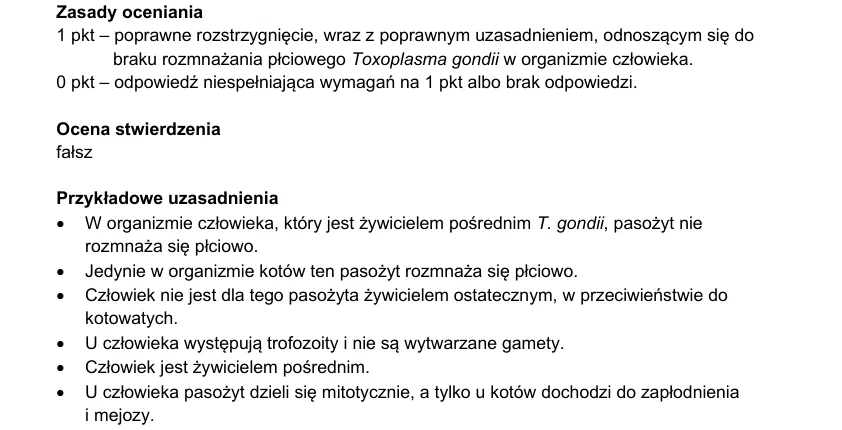 Zasady oceniania
1 pkt – poprawne rozstrzygnięcie, wraz z poprawnym uzasadnieniem, odnoszącym się do
braku rozmnażania płciowego Toxoplasma gondii w organizmie człowieka.
0 pkt – odpowiedź niespełniająca wymagań na 1 pkt albo brak odpowiedzi.
Ocena stwierdzenia
fałsz
Przykładowe uzasadnienia
• W organizmie człowieka, który jest żywicielem pośrednim T. gondii, pasożyt nie
rozmnaża się płciowo.
• Jedynie w organizmie kotów ten pasożyt rozmnaża się płciowo.
• Człowiek nie jest dla tego pasożyta żywicielem ostatecznym, w przeciwieństwie do
kotowatych.
• U człowieka występują trofozoity i nie są wytwarzane gamety.
• Człowiek jest żywicielem pośrednim.
• U człowieka pasożyt dzieli się mitotycznie, a tylko u kotów dochodzi do zapłodnienia
i mejozy.